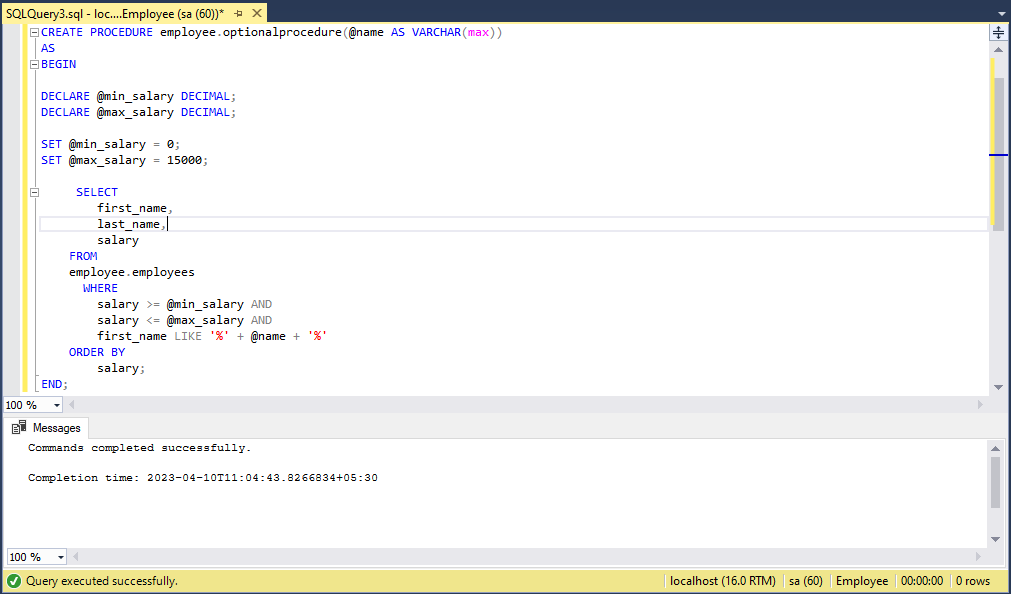 SQLQuery3.sql - loc....Employee (sa (60))*
CREATE PROCEDURE employee.optionalprocedure(@name AS VARCHAR(max))
AS
BEGIN
DECLARE @min_salary DECIMAL;
DECLARE @max_salary DECIMAL;
SET @min_salary = 0;
SET @max_salary = 15000;
SELECT
first_name,
last_name,
salary
FROM
employee.employees
WHERE
salary >= @min_salary AND
salary <= @max_salary AND
first_name LIKE '%' + @name + '%'
ORDER BY
salary;
END;
100 %
Messages
Commands completed successfully.
Completion time: 2023-04-10T11:04:43.8266834+05:30
100 %
Query executed successfully. localhost (16.0 RTM) sa (60) Employee 00:00:00 0 rows